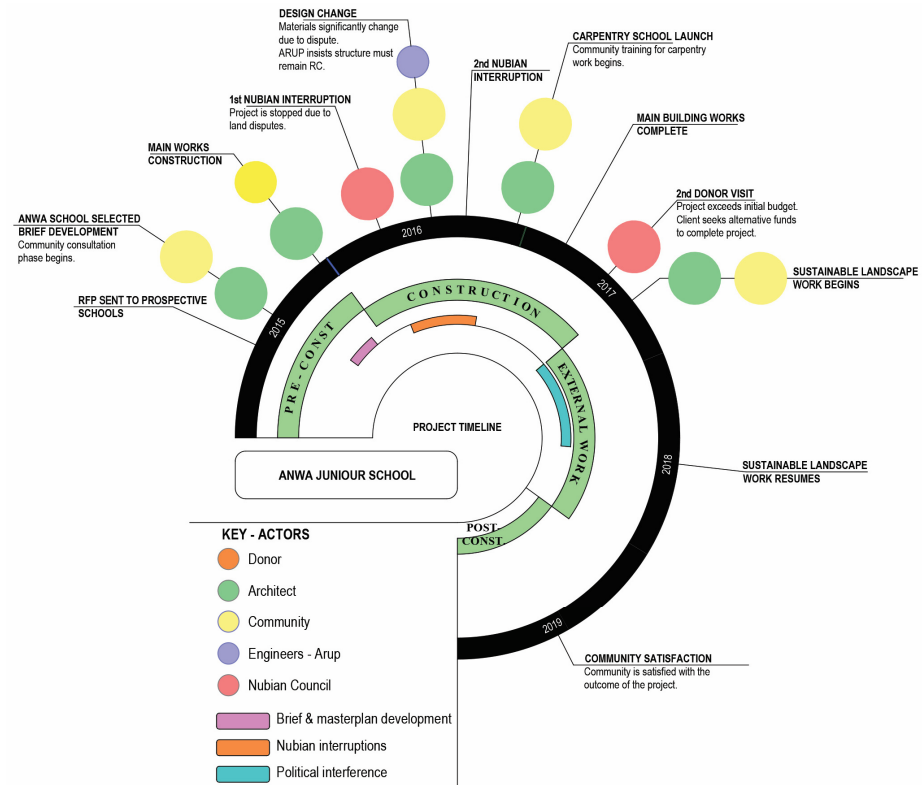 DESIGN CHANGE
Materials significantly change
due to dispute.
ARUP insists structure must
remain RC.
CARPENTRY SCHOOL LAUNCH
Community training for carpentry
work begins.
2nd NUBIAN
INTERRUPTION
1st NUBIAN INTERRUPTION
Project is stopped due to
land disputes.
MAIN BUILDING WORKS
COMPLETE
MAIN WORKS
CONSTRUCTION
2nd DONOR VISIT
Project exceeds initial budget.
Client seeks alternative funds
to complete project.
ANWA SCHOOL SELECTED
BRIEF DEVELOPMENT
Community consultation
phase begins.
SUSTAINABLE LANDSCAPE
WORK BEGINS
RFP SENT TO PROSPECTIVE
SCHOOLS
2015
2016
2017
2018
2019
PRE-CONST
CONSTRUCTION
EXTERNAL WORK
POST-
CONST.
PROJECT TIMELINE
ANWA JUNIOUR SCHOOL
SUSTAINABLE LANDSCAPE
WORK RESUMES
COMMUNITY SATISFACTION
Community is satisfied with the
outcome of the project.
KEY - ACTORS
Donor
Architect
Community
Engineers - Arup
Nubian Council
Brief & masterplan development
Nubian interruptions
Political interference